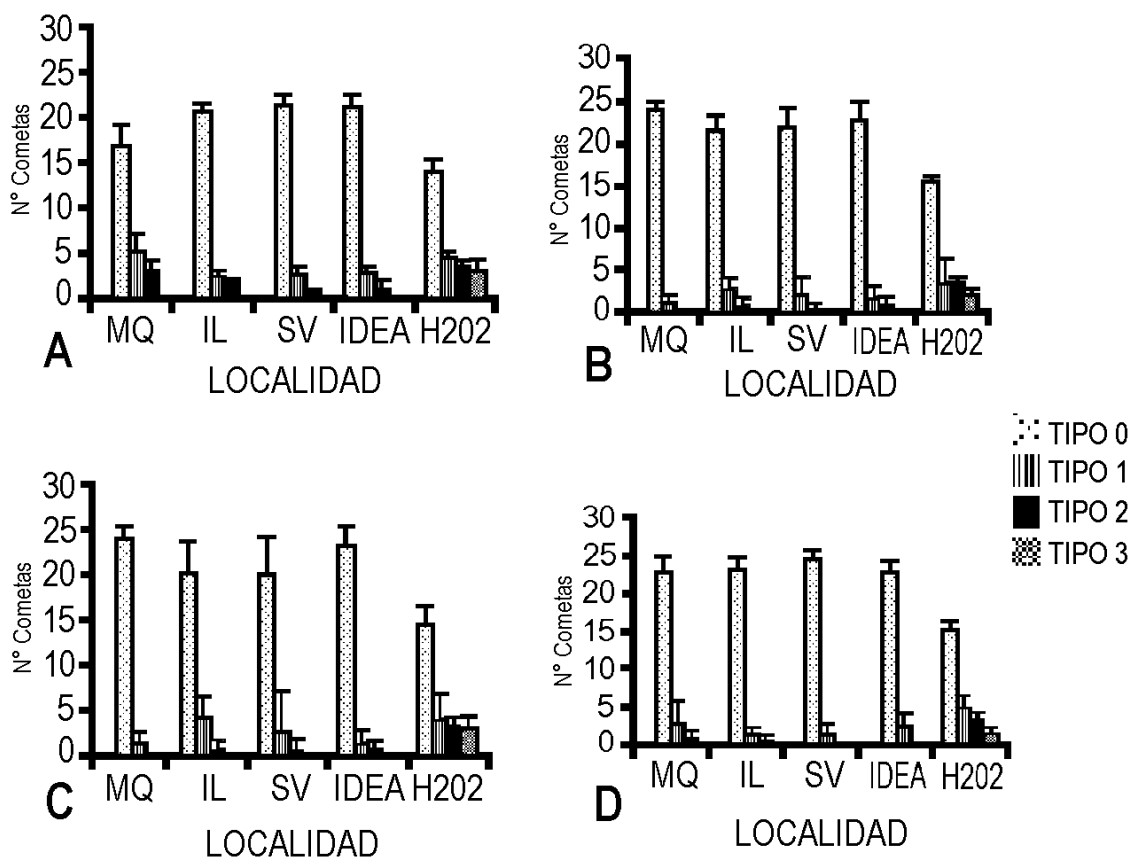 N° Cometas
30
25
20
15
10
5
0
MQ IL SV IDEA H202
A
LOCALIDAD
N° Cometas
30
25
20
15
10
5
0
MQ IL SV IDEA H202
B
LOCALIDAD
TIPO 0
TIPO 1
TIPO 2
TIPO 3
N° Cometas
30
25
20
15
10
5
0
MQ IL SV IDEA H202
C
LOCALIDAD
N° Cometas
30
25
20
15
10
5
0
MQ IL SV IDEA H202
D
LOCALIDAD